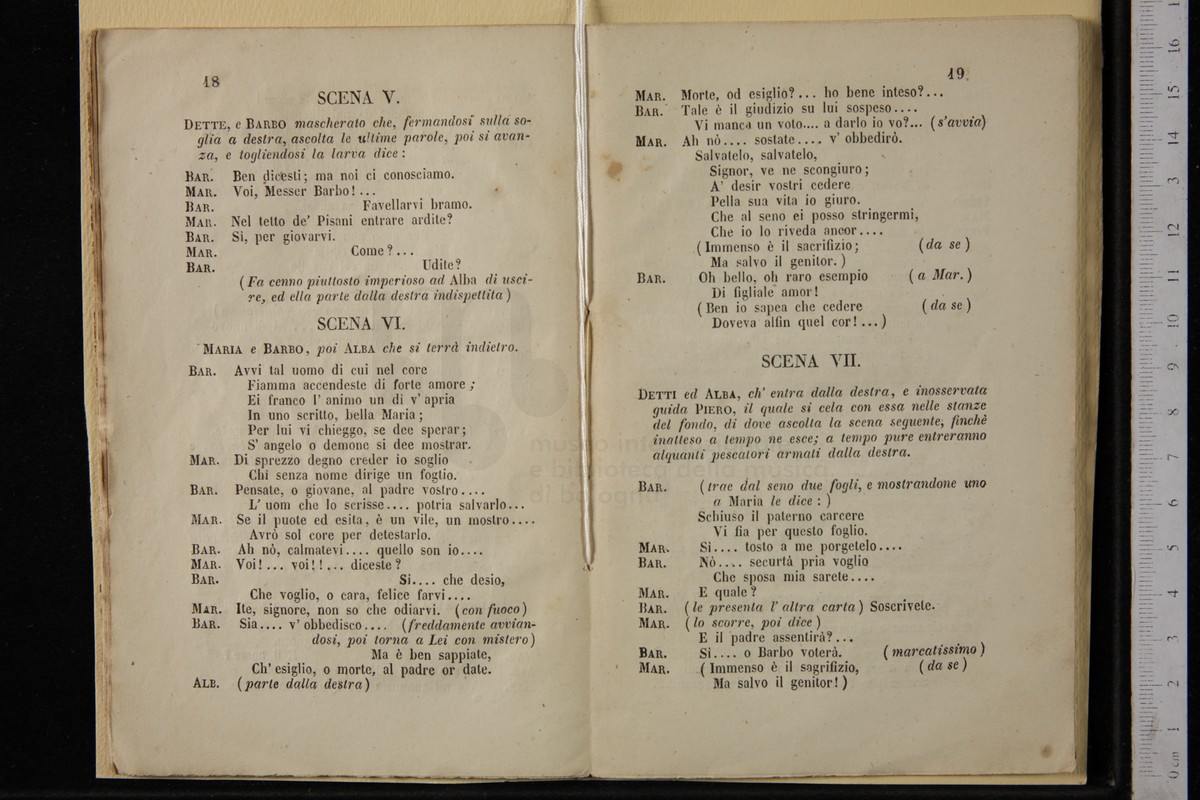 18
SCENA V.
DETTE, e BARBO mascherato che, fermandosi sulla so-
glia a destra, ascolta le ultime parole, poi si avan-
za, e togliendosi la larva dice :
BAR. Ben dicesti; ma noi ci conosciamo.
MAR. Voi, Messer Barbo!...
BAR. Favellarvi bramo.
MAR. Nel tetto de' Pisani entrare ardite?
BAR. Sì, per giovarvi.
MAR. Come?...
BAR. Udite?
(Fa cenno piuttosto imperioso ad Alba di usci-
re, ed ella parte dalla destra indispettita)
SCENA VI.
MARIA e BARBO, poi ALBA che si terrà indietro.
BAR. Avvi tal uomo di cui nel core
Fiamma accendeste di forte amore ;
Ei franco l' animo un dì v' apria
In uno scritto, bella Maria ;
Per lui vi chieggo, se dee sperar ;
S' angelo o demone si dee mostrar.
MAR. Di sprezzo degno creder io soglio
Chi senza nome dirige un foglio.
BAR. Pensate, o giovane, al padre vostro....
L' uom che lo scrisse.... potria salvarlo...
MAR. Se il puote ed esita, è un vile, un mostro....
Avrò sol core per detestarlo.
BAR. Ah nò, calmatevi.... quello son io....
MAR. Voi!... voi!!... diceste?
BAR. Sì.... che desio,
Che voglio, o cara, felice farvi....
MAR. Ite, signore, non so che odiarvi. (con fuoco)
BAR. Sia.... v' obbedisco.... (freddamente avvian-
dosi, poi torna a Lei con mistero)
Ma è ben sappiate,
Ch' esiglio, o morte, al padre or date.
ALB. (parte dalla destra)
19
MAR. Morte, od esiglio?... ho bene inteso?...
BAR. Tale è il giudizio su lui sospeso....
Vi manca un voto.... a darlo io vo?... (s'avvia)
MAR. Ah nò.... sostate.... v' obbedirò.
Salvatelo, salvatelo,
Signor, ve ne scongiuro ;
A' desir vostri cedere
Pella sua vita io giuro.
Che al seno ei posso stringermi,
Che io lo riveda ancor....
(Immenso è il sacrifizio ; (da se)
Ma salvo il genitor.)
BAR. Oh bello, oh raro esempio (a Mar.)
Di figliale amor!
(Ben io sapea che cedere (da se)
Doveva alfin quel cor!...)
SCENA VII.
DETTI ed ALBA, ch' entra dalla destra, e inosservata
guida PIERO, il quale si cela con essa nelle stanze
del fondo, di dove ascolta la scena seguente, finchè
inatteso a tempo ne esce; a tempo pure entreranno
alquanti pescatori armati dalla destra.
BAR. (trae dal seno due fogli, e mostrandone uno
a Maria le dice : )
Schiuso il paterno carcere
Vi fia per questo foglio.
MAR. Sì.... tosto a me porgetelo....
BAR. Nò.... securtà pria voglio
Che sposa mia sarete....
MAR. E quale?
BAR. (le presenta l' altra carta) Soscrivete.
MAR. (lo scorre, poi dice)
E il padre assentirà?...
BAR. Sì.... o Barbo voterà. (marcatissimo)
MAR. (Immenso è il sagrifizio, (da se)
Ma salvo il genitor!)